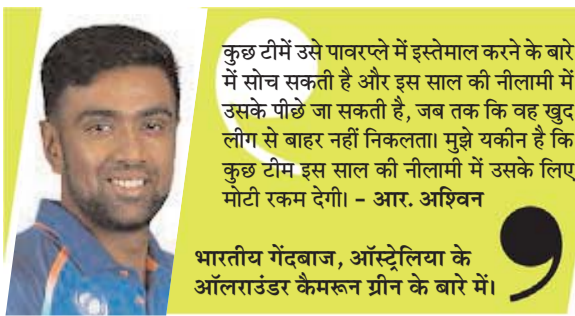 कुछ टीमें उसे पावरप्ले में इस्तेमाल करने के बारे
में सोच सकती है और इस साल की नीलामी में
उसके पीछे जा सकती है, जब तक कि वह खुद
लीग से बाहर नहीं निकलता। मुझे यकीन है कि
कुछ टीम इस साल की नीलामी में उसके लिए
मोटी रकम देगी। – आर. अश्विन
भारतीय गेंदबाज, ऑस्ट्रेलिया के
ऑलराउंडर कैमरून ग्रीन के बारे में।